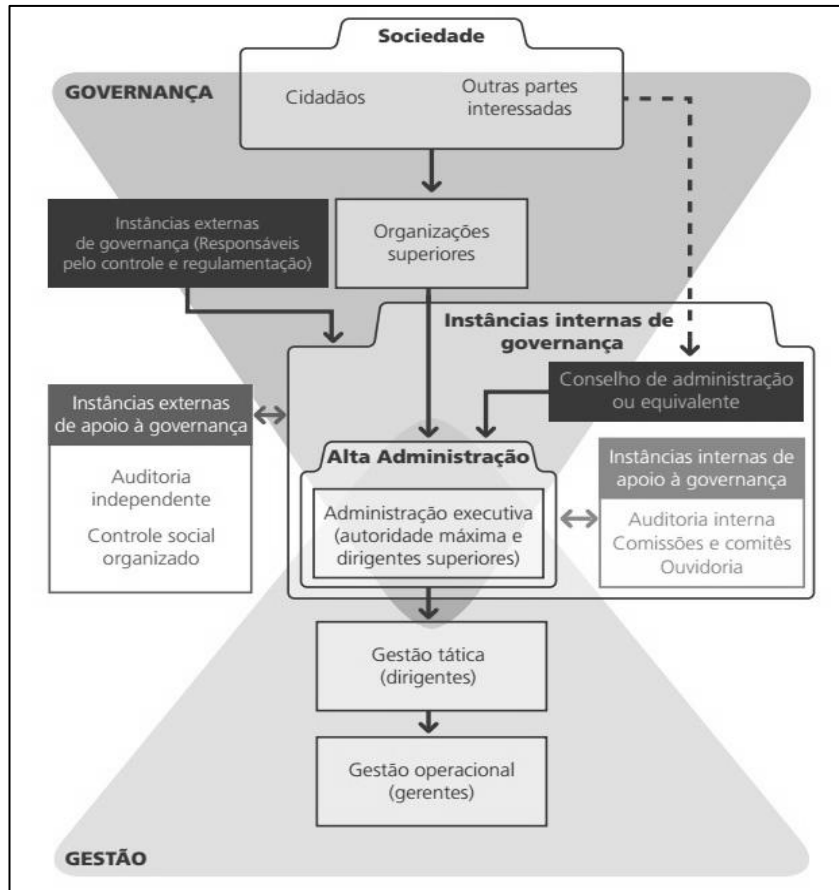 Sociedade
GOVERNANÇA
Cidadãos
Outras partes
interessadas
Instâncias externas
de governança (Responsáveis
pelo controle e regulamentação)
Organizações
superiores
Instâncias internas de
governança
Conselho de administração
ou equivalente
Instâncias externas
de apoio à governança
Auditoria
independente
Controle social
organizado
Alta Administração
Administração executiva
(autoridade máxima e
dirigentes superiores)
Instâncias internas de
apoio à governança
Auditoria interna
Comissões e comitês
Ouvidoria
Gestão tática
(dirigentes)
Gestão operacional
(gerentes)
GESTÃO